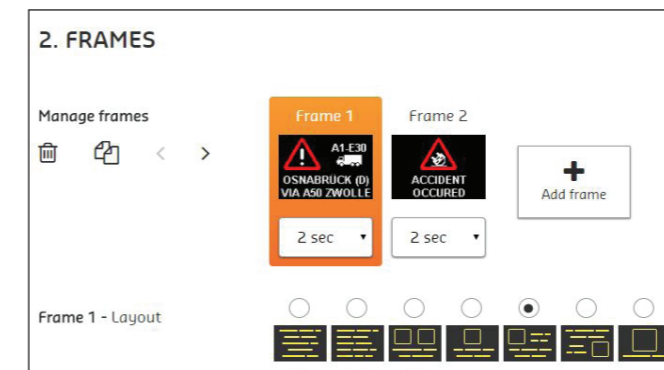 2. FRAMES
Manage frames
Frame 1
Frame 2
A1-E30
OSNABRÜCK (D)
VIA A50 ZWOLLE
ACCIDENT
OCCURED
Add frame
2 sec
2 sec
Frame 1 - Layout